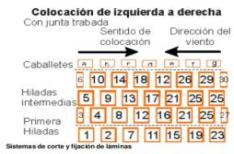 Colocación de izquierda a derecha
Con junta trabada
Sentido de colocación
Dirección del viento
Caballetes
6 10 14 18 12 26 29 30
Hiladas intermedias
5 9 13 17 21 25 25
3 4 8 12 16 21 25 27
Primera Hiladas
1 2 7 11 15 19 23
Sistemas de corte y fijación de laminas